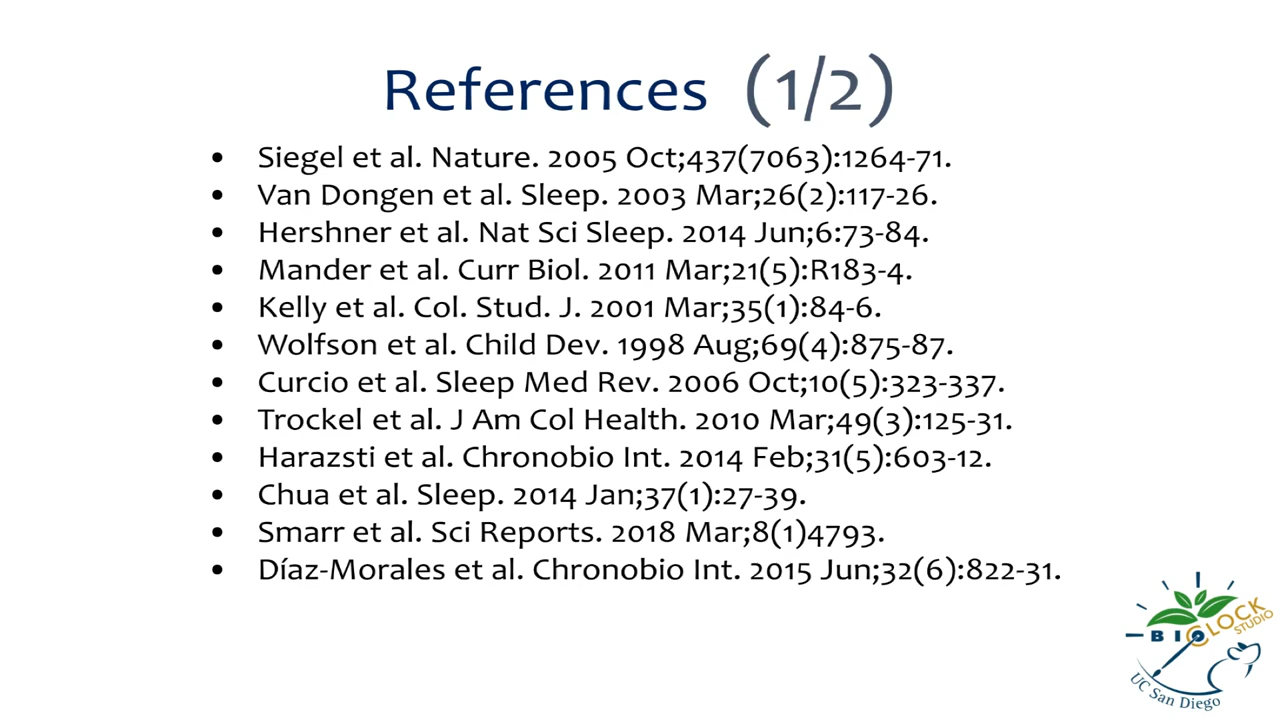 References (1/2)
• Siegel et al. Nature. 2005 Oct;437(7063):1264-71.
• Van Dongen et al. Sleep. 2003 Mar;26(2):117-26.
• Hershner et al. Nat Sci Sleep. 2014 Jun;6:73-84.
• Mander et al. Curr Biol. 2011 Mar;21(5):R183-4.
• Kelly et al. Col. Stud. J. 2001 Mar;35(1):84-6.
• Wolfson et al. Child Dev. 1998 Aug;69(4):875-87.
• Curcio et al. Sleep Med Rev. 2006 Oct;10(5):323-337.
• Trockel et al. J Am Col Health. 2010 Mar;49(3):125-31.
• Harazsti et al. Chronobio Int. 2014 Feb;31(5):603-12.
• Chua et al. Sleep. 2014 Jan;37(1):27-39.
• Smarr et al. Sci Reports. 2018 Mar;8(1)4793.
• Díaz-Morales et al. Chronobio Int. 2015 Jun;32(6):822-31.
BIOCLOCK
STUDIO
UC San Diego